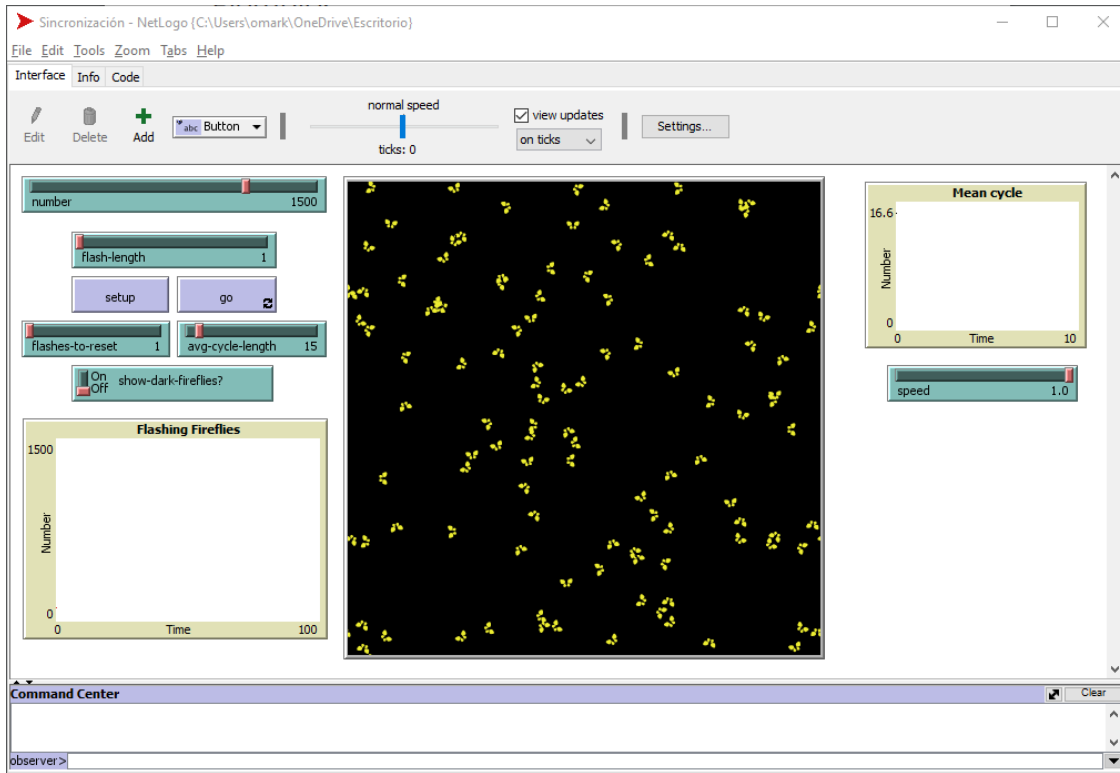 Sincronización - NetLogo {C:\Users\omark\OneDrive\Escritorio}
File Edit Tools Zoom Tabs Help
Interface Info Code
Edit Delete Add abc Button normal speed ticks: 0 view updates on ticks Settings...
number 1500
flash-length 1
setup go
flashes-to-reset 1 avg-cycle-length 15
On Off show-dark-fireflies?
Flashing Fireflies
1500
Number
0
0 Time 100
Mean cycle
16.6
Number
0
0 Time 10
speed 1.0
Command Center Clear
observer>